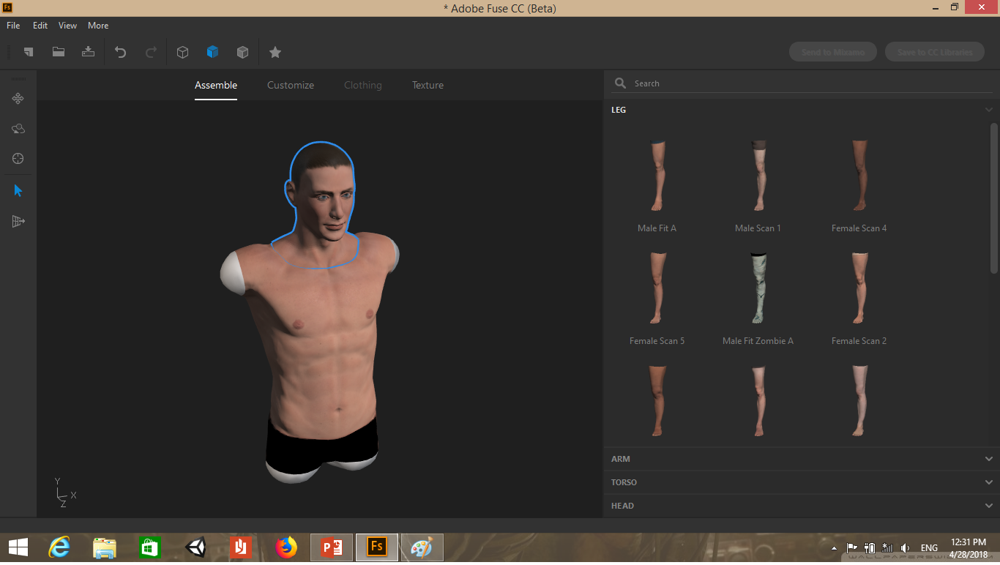 Fs
* Adobe Fuse CC (Beta)
File Edit View More
Send to Mixamo Save to CC Libraries
Assemble Customize Clothing Texture
Search
LEG
Male Fit A Male Scan 1 Female Scan 4
Female Scan 5 Male Fit Zombie A Female Scan 2
ARM
TORSO
HEAD
Y
X
Z
Fs
ENG
12:31 PM
4/28/2018